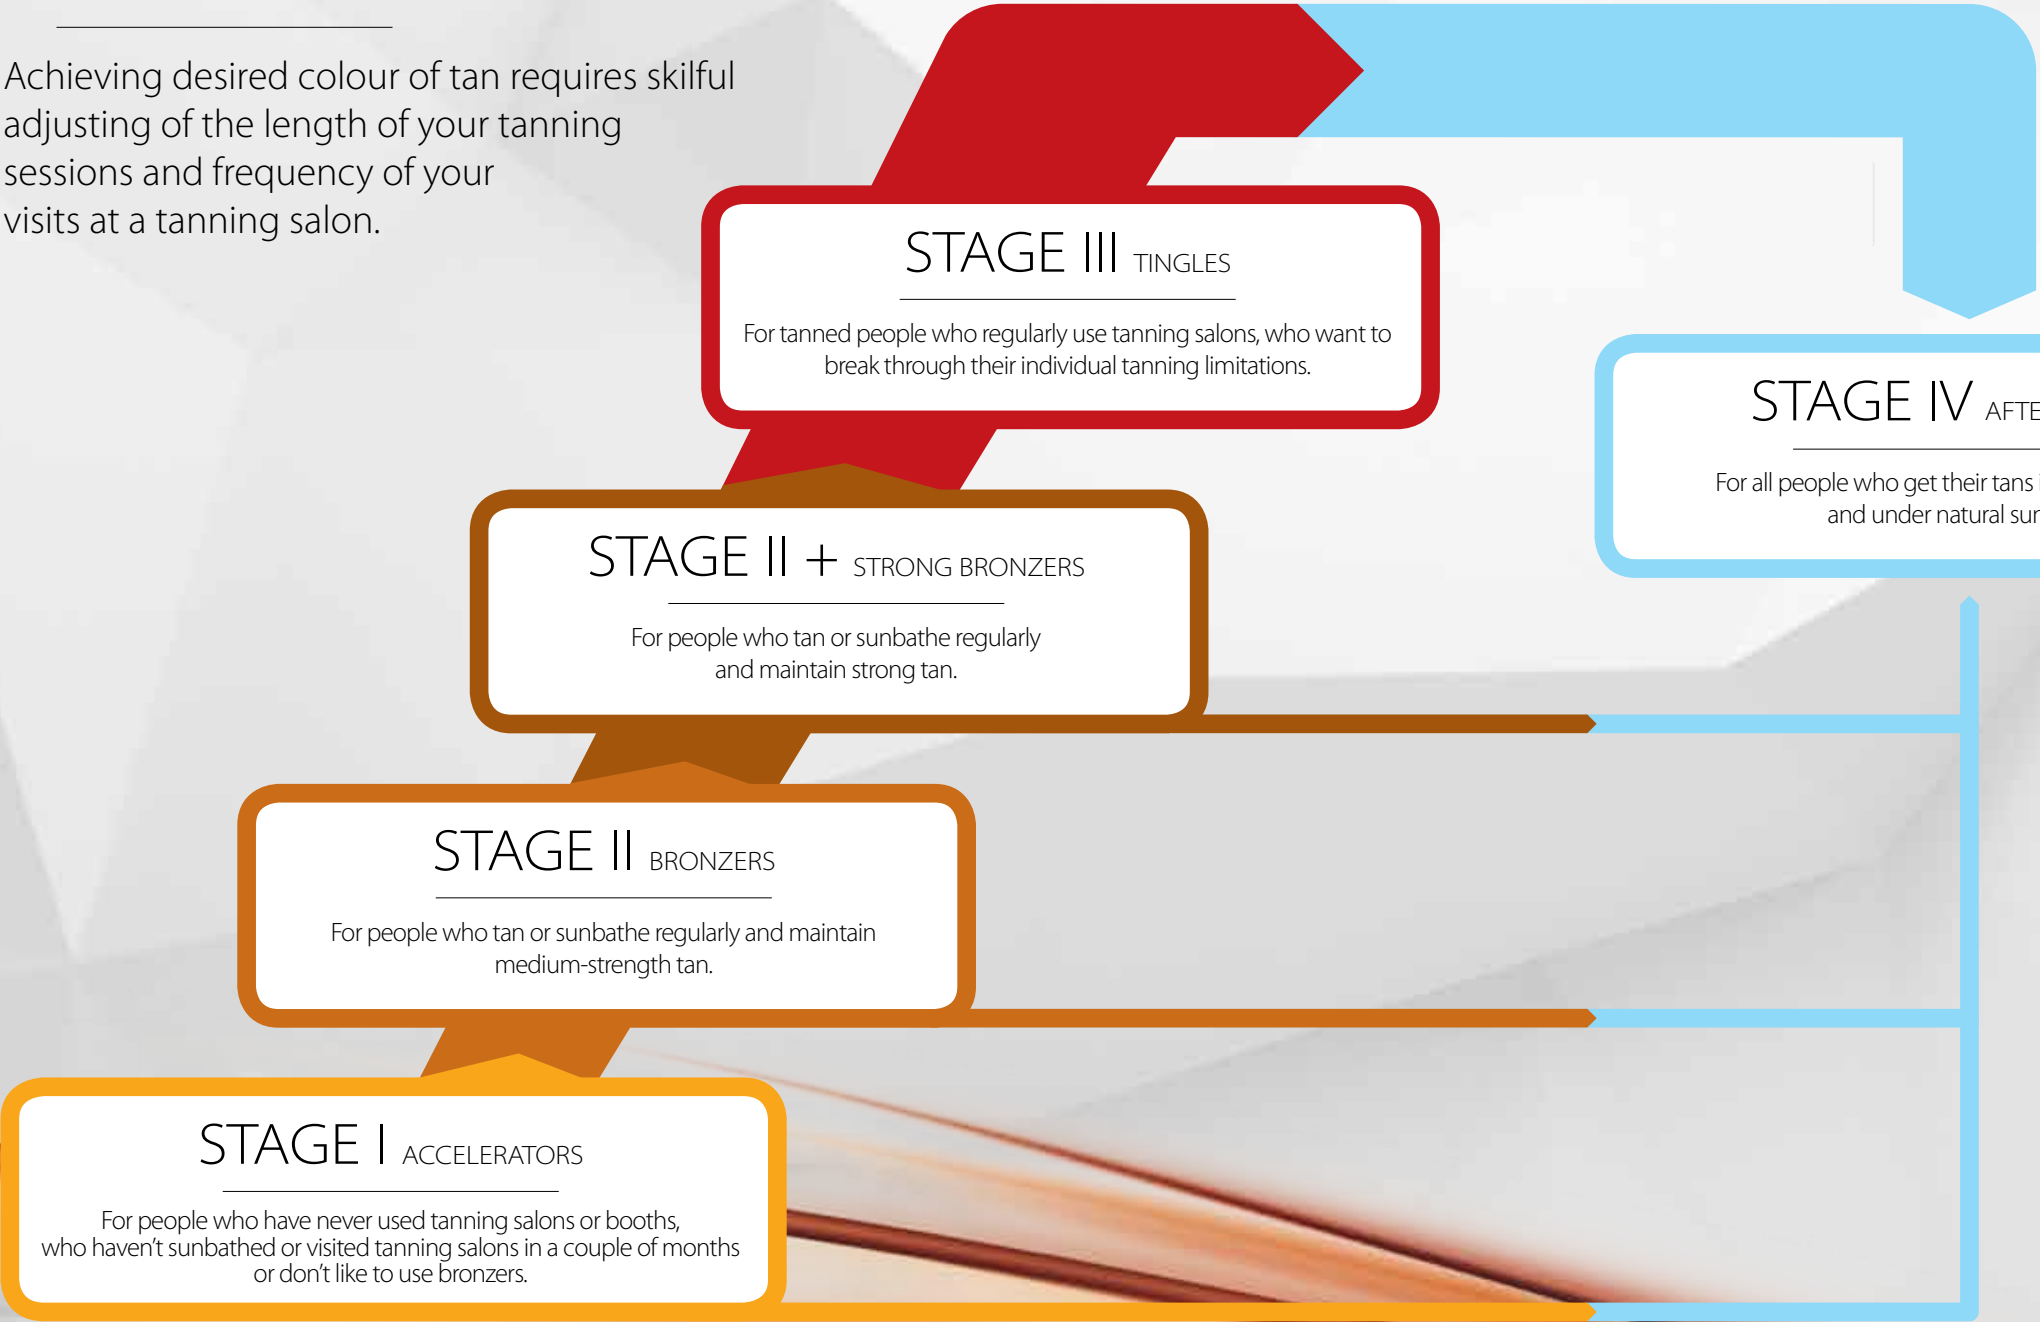 Achieving desired colour of tan requires skilful
adjusting of the length of your tanning
sessions and frequency of your
visits at a tanning salon.
STAGE III TINGLES
For tanned people who regularly use tanning salons, who want to
break through their individual tanning limitations.
STAGE IV AFTE
For all people who get their tans
and under natural sun
STAGE II + STRONG BRONZERS
For people who tan or sunbathe regularly
and maintain strong tan.
STAGE II BRONZERS
For people who tan or sunbathe regularly and maintain
medium-strength tan.
STAGE I ACCELERATORS
For people who have never used tanning salons or booths,
who haven't sunbathed or visited tanning salons in a couple of months
or don't like to use bronzers.